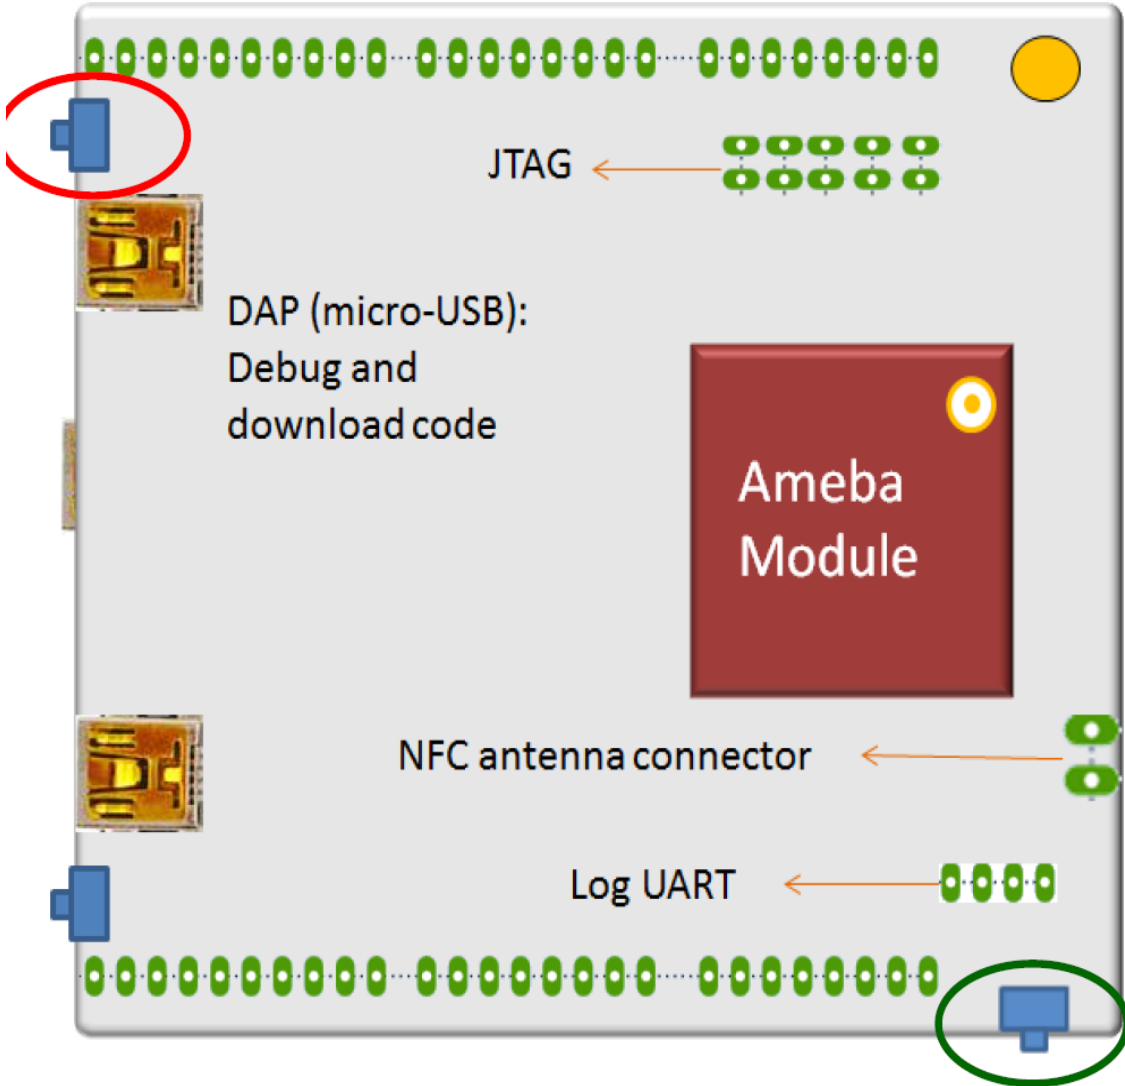 JTAG
DAP (micro-USB):
Debug and
download code
Ameba
Module
NFC antenna connector
Log UART